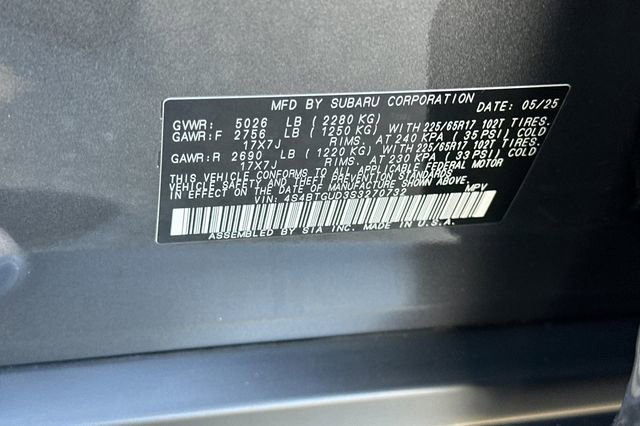 MFD BY SUBARU CORPORATION DATE: 05/25
GVWR: 5026 LB (2280 KG)
GAWR:F 2756 LB (1250 KG) WITH 225/65R17 102T TIRES.
17X7J RIMS. AT 240 KPA (35 PSI) COLD
GAWR:R 2690 LB (1220 KG) WITH 225/65R17 102T TIRES.
17X7J RIMS. AT 230 KPA (33 PSI) COLD
THIS VEHICLE CONFORMS TO ALL APPLICABLE FEDERAL MOTOR
VEHICLE SAFETY AND THEFT PREVENTION STANDARDS
IN EFFECT ON THE DATE OF MANUFACTURE SHOWN ABOVE.
VIN: 4S4BTGUD3S3270732 MPV
ASSEMBLED BY SIA INC. MADE IN U.S.A.